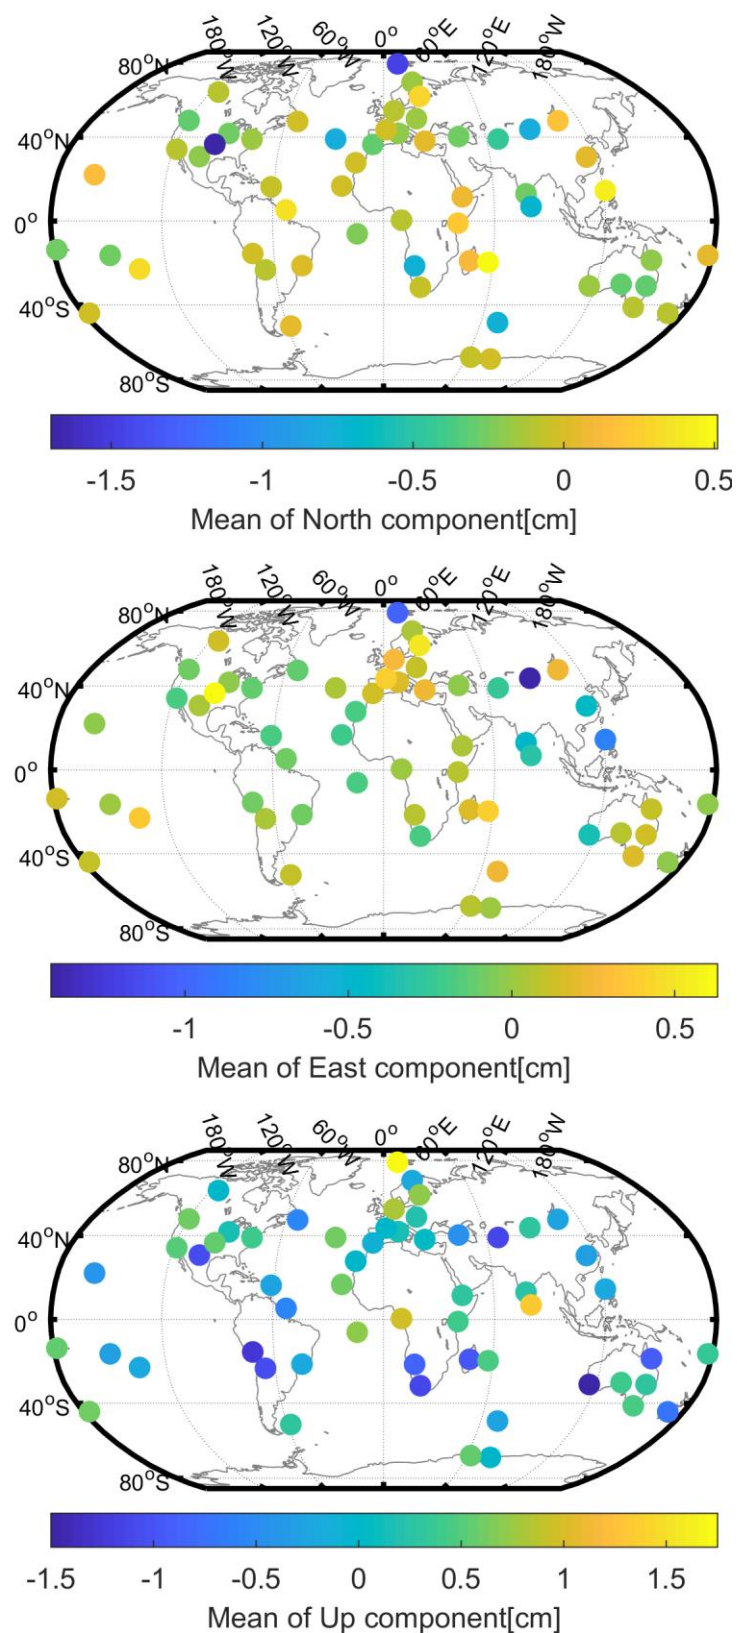 180°W 120°W 60°W 0° 60°E 120°E 180°W
80°N
40°N
0°
40°S
80°S
-1.5 -1 -0.5 0 0.5
Mean of North component[cm]
180°W 120°W 60°W 0° 60°E 120°E 180°W
80°N
40°N
0°
40°S
80°S
-1 -0.5 0 0.5
Mean of East component[cm]
180°W 120°W 60°W 0° 60°E 120°E 180°W
80°N
40°N
0°
40°S
80°S
-1.5 -1 -0.5 0 0.5 1 1.5
Mean of Up component[cm]